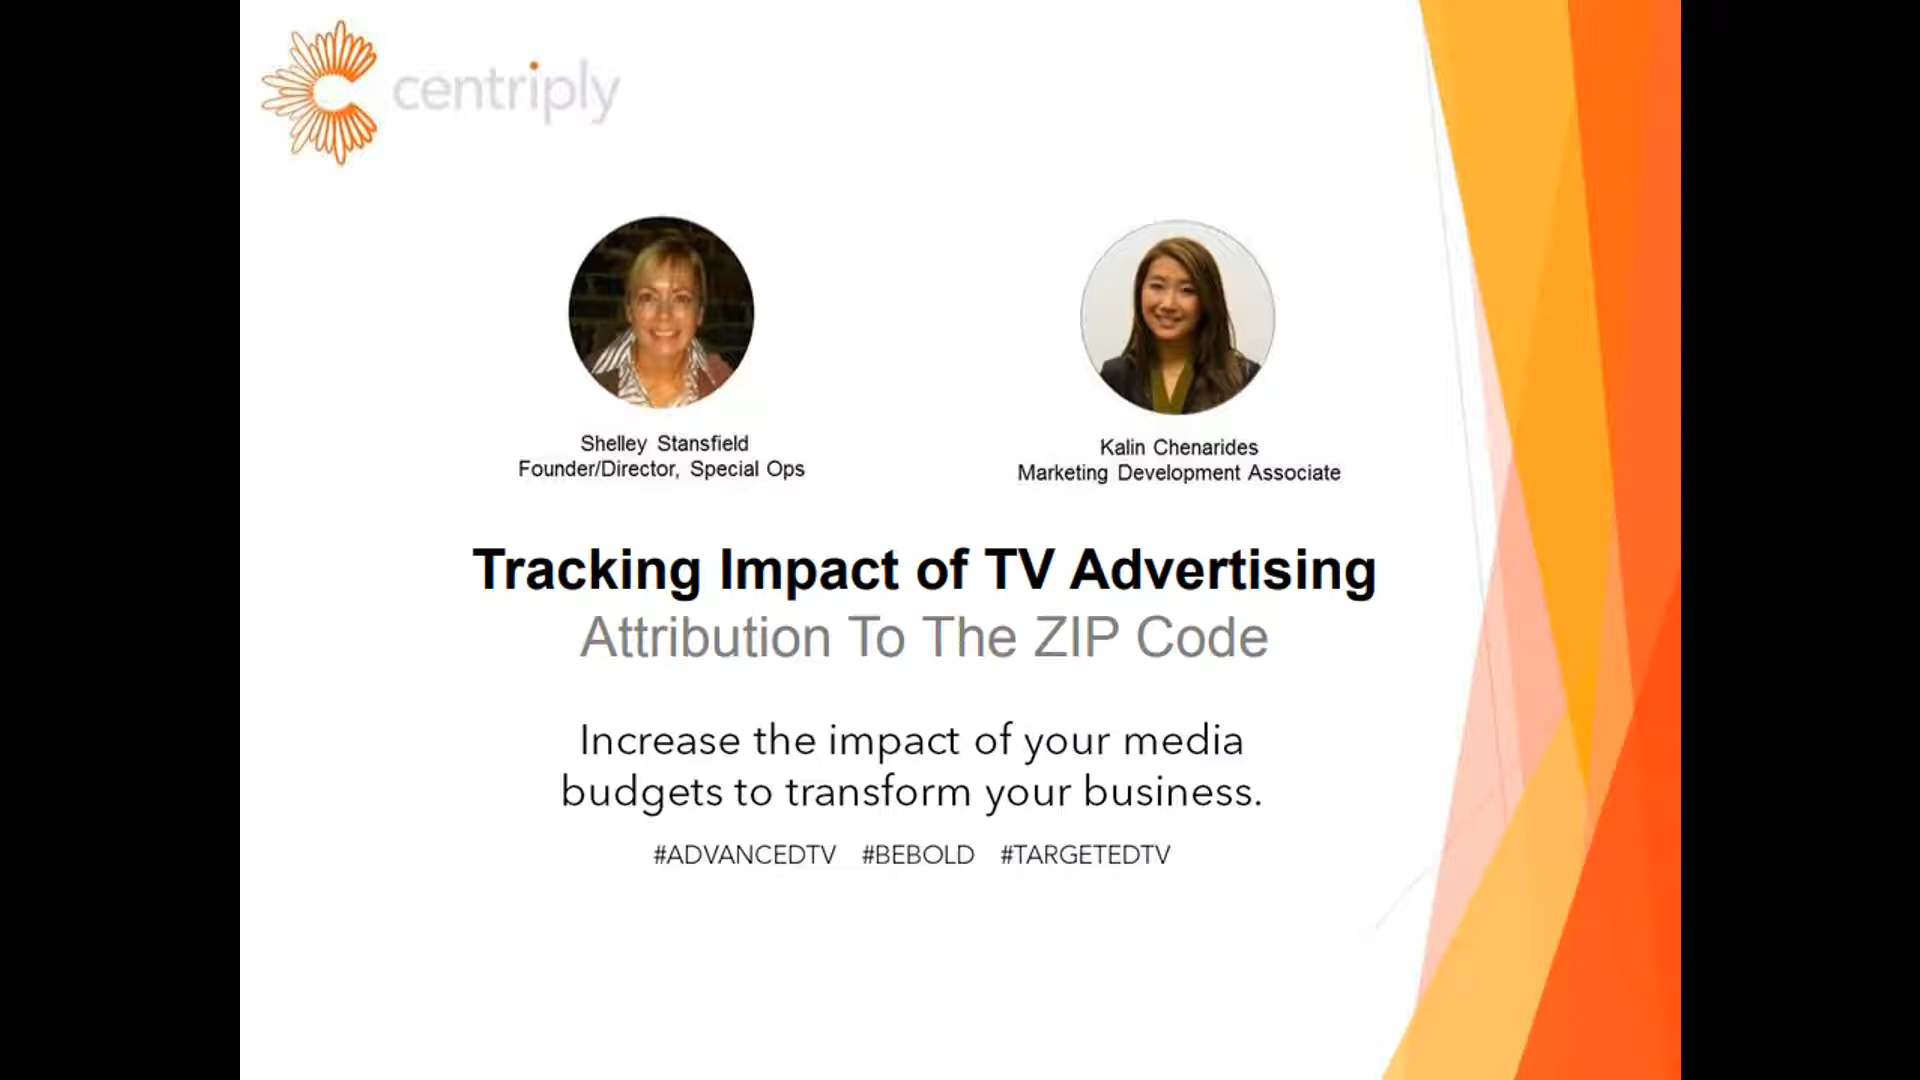 centriply
Shelley Stansfield
Founder/Director, Special Ops
Kalin Chenarides
Marketing Development Associate
Tracking Impact of TV Advertising
Attribution To The ZIP Code
Increase the impact of your media
budgets to transform your business.
#ADVANCEDTV #BEBOLD #TARGETEDTV